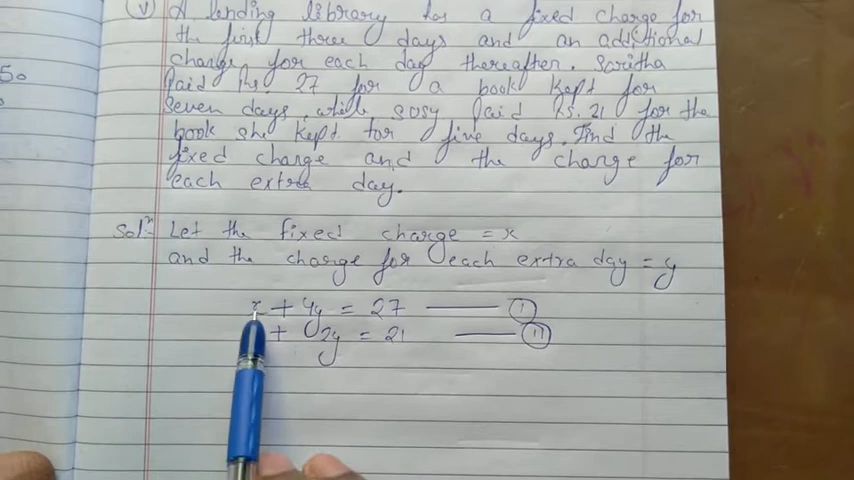 (v) A lending library has a fixed charge for
the first three days and an additional
charge for each day thereafter. Saritha
paid Rs. 27 for a book kept for
seven days, while Susy paid Rs. 21 for the
book she kept for five days. Find the
fixed charge and the charge for
each extra day.
Solⁿ:- Let the fixed charge = x
and the charge for each extra day = y
x + 4y = 27 —— (i)
+ 2y = 21 —— (ii)
50